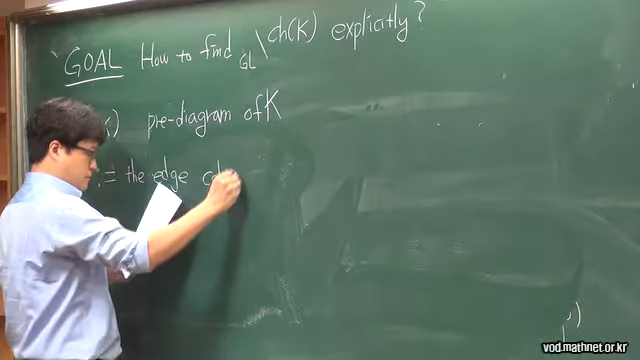 GOAL How to find GL\ch(K) explicitly?
) pre-diagram of K
:= the edge
)
vod.mathnet.or.kr